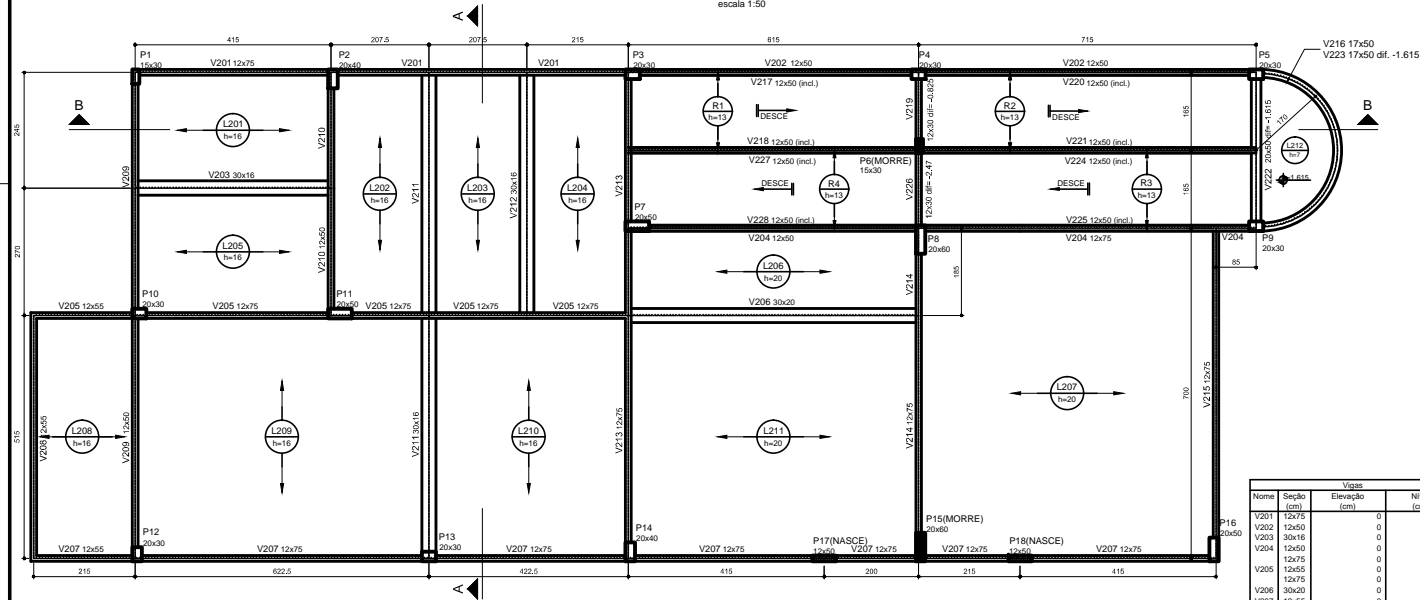 escala 1:50
A
415
207.5
207.5
215
615
715
V216 17x50
V223 17x50 dif. -1.615
P1
15x30
V201 12x75
P2
20x40
V201
V201
P3
20x30
V202 12x50
P4
20x30
V202 12x50
P5
20x30
V217 12x50 (incl.)
V220 12x50 (incl.)
B
B
245
L201
h=16
V210
R1
h=13
DESCE
V219
12x30 dif= -0.825
R2
h=13
DESCE
165
20x50 dif= -1.615
170
L212
h=7
V218 12x50 (incl.)
V221 12x50 (incl.)
V209
V203 30x16
L202
h=16
V211
L203
h=16
V212 30x16
L204
h=16
V213
V227 12x50 (incl.)
P6(MORRE)
15x30
V224 12x50 (incl.)
DESCE
R4
h=13
V226
12x30 dif= -2.47
DESCE
R3
h=13
165
V222
-1.615
P7
20x50
V228 12x50 (incl.)
V225 12x50 (incl.)
270
L205
h=16
V210 12x50
V204 12x50
P8
20x60
V204 12x75
V204
P9
20x30
L206
h=20
V214
185
85
P10
20x30
V205 12x55
V205 12x75
P11
20x50
V205 12x75
V205 12x75
V206 30x20
515
V208 12x55
L208
h=16
V209 12x50
L209
h=16
V211 30x16
L210
h=16
V213 12x75
L211
h=20
V214 12x75
L207
h=20
700
V215 12x75
P12
20x30
V207 12x55
V207 12x75
P13
20x30
V207 12x75
P14
20x40
V207 12x75
P17(NASCE)
12x50
V207 12x75
P15(MORRE)
20x60
V207 12x75
P18(NASCE)
12x50
V207 12x75
P16
20x50
215
622.5
422.5
415
200
215
415
A
Vigas
Nome
Seção
(cm)
Elevação
(cm)
V201 12x75 0
V202 12x50 0
V203 30x16 0
V204 12x50 0
12x75 0
V205 12x55 0
12x75 0
V206 30x20 0